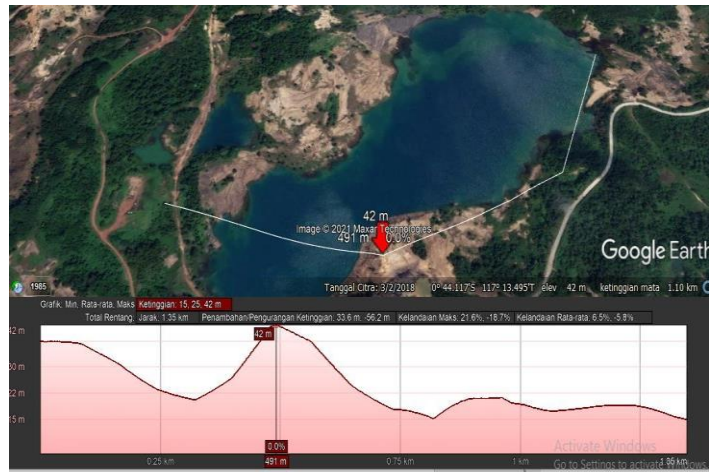 42 m
Image © 2021 Maxar Technologies
491 m 0.0%
Google Earth
1985
Tanggal Citra: 3/2/2018 0° 44.117'S 117° 13.495'T elev 42 m ketinggian mata 1.10 km
Grafik: Min, Rata-rata, Maks Ketinggian: 15, 25, 42 m
Total Rentang: Jarak: 1.35 km Penambahan/Pengurangan Ketinggian: 33.6 m, -56.2 m Kelandaian Maks: 21.6%, -18.7% Kelandaian Rata-rata: 6.5%, -5.8%
42 m
42 m
30 m
22 m
15 m
0.0%
0.25 km
491 m
0.75 km
1 km
1.35 km
Activate Windows
Go to Settings to activate Windows.